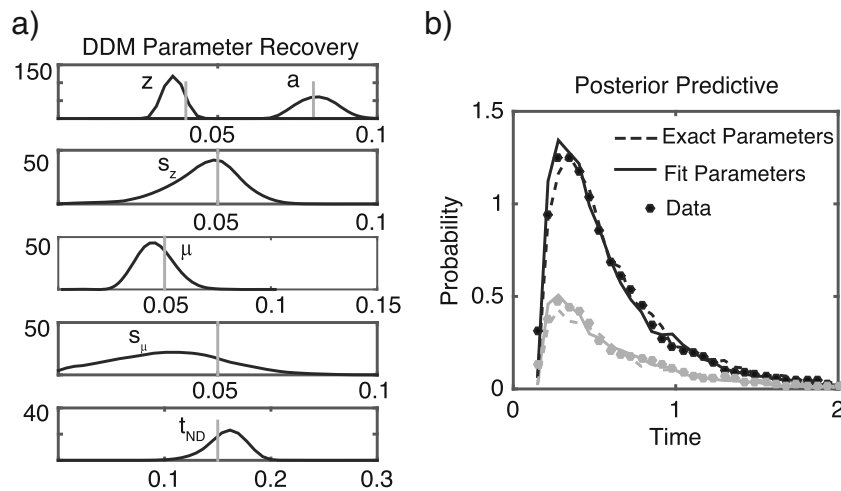 a)
DDM Parameter Recovery
150
z
a
0.05
0.1
50
s_z
0.05
0.1
50
μ
0.05
0.1
0.15
50
s_μ
0.05
0.1
40
t_ND
0.1
0.2
0.3
b)
Posterior Predictive
1.5
1
0.5
0
Probability
Exact Parameters
Fit Parameters
Data
0
1
2
Time